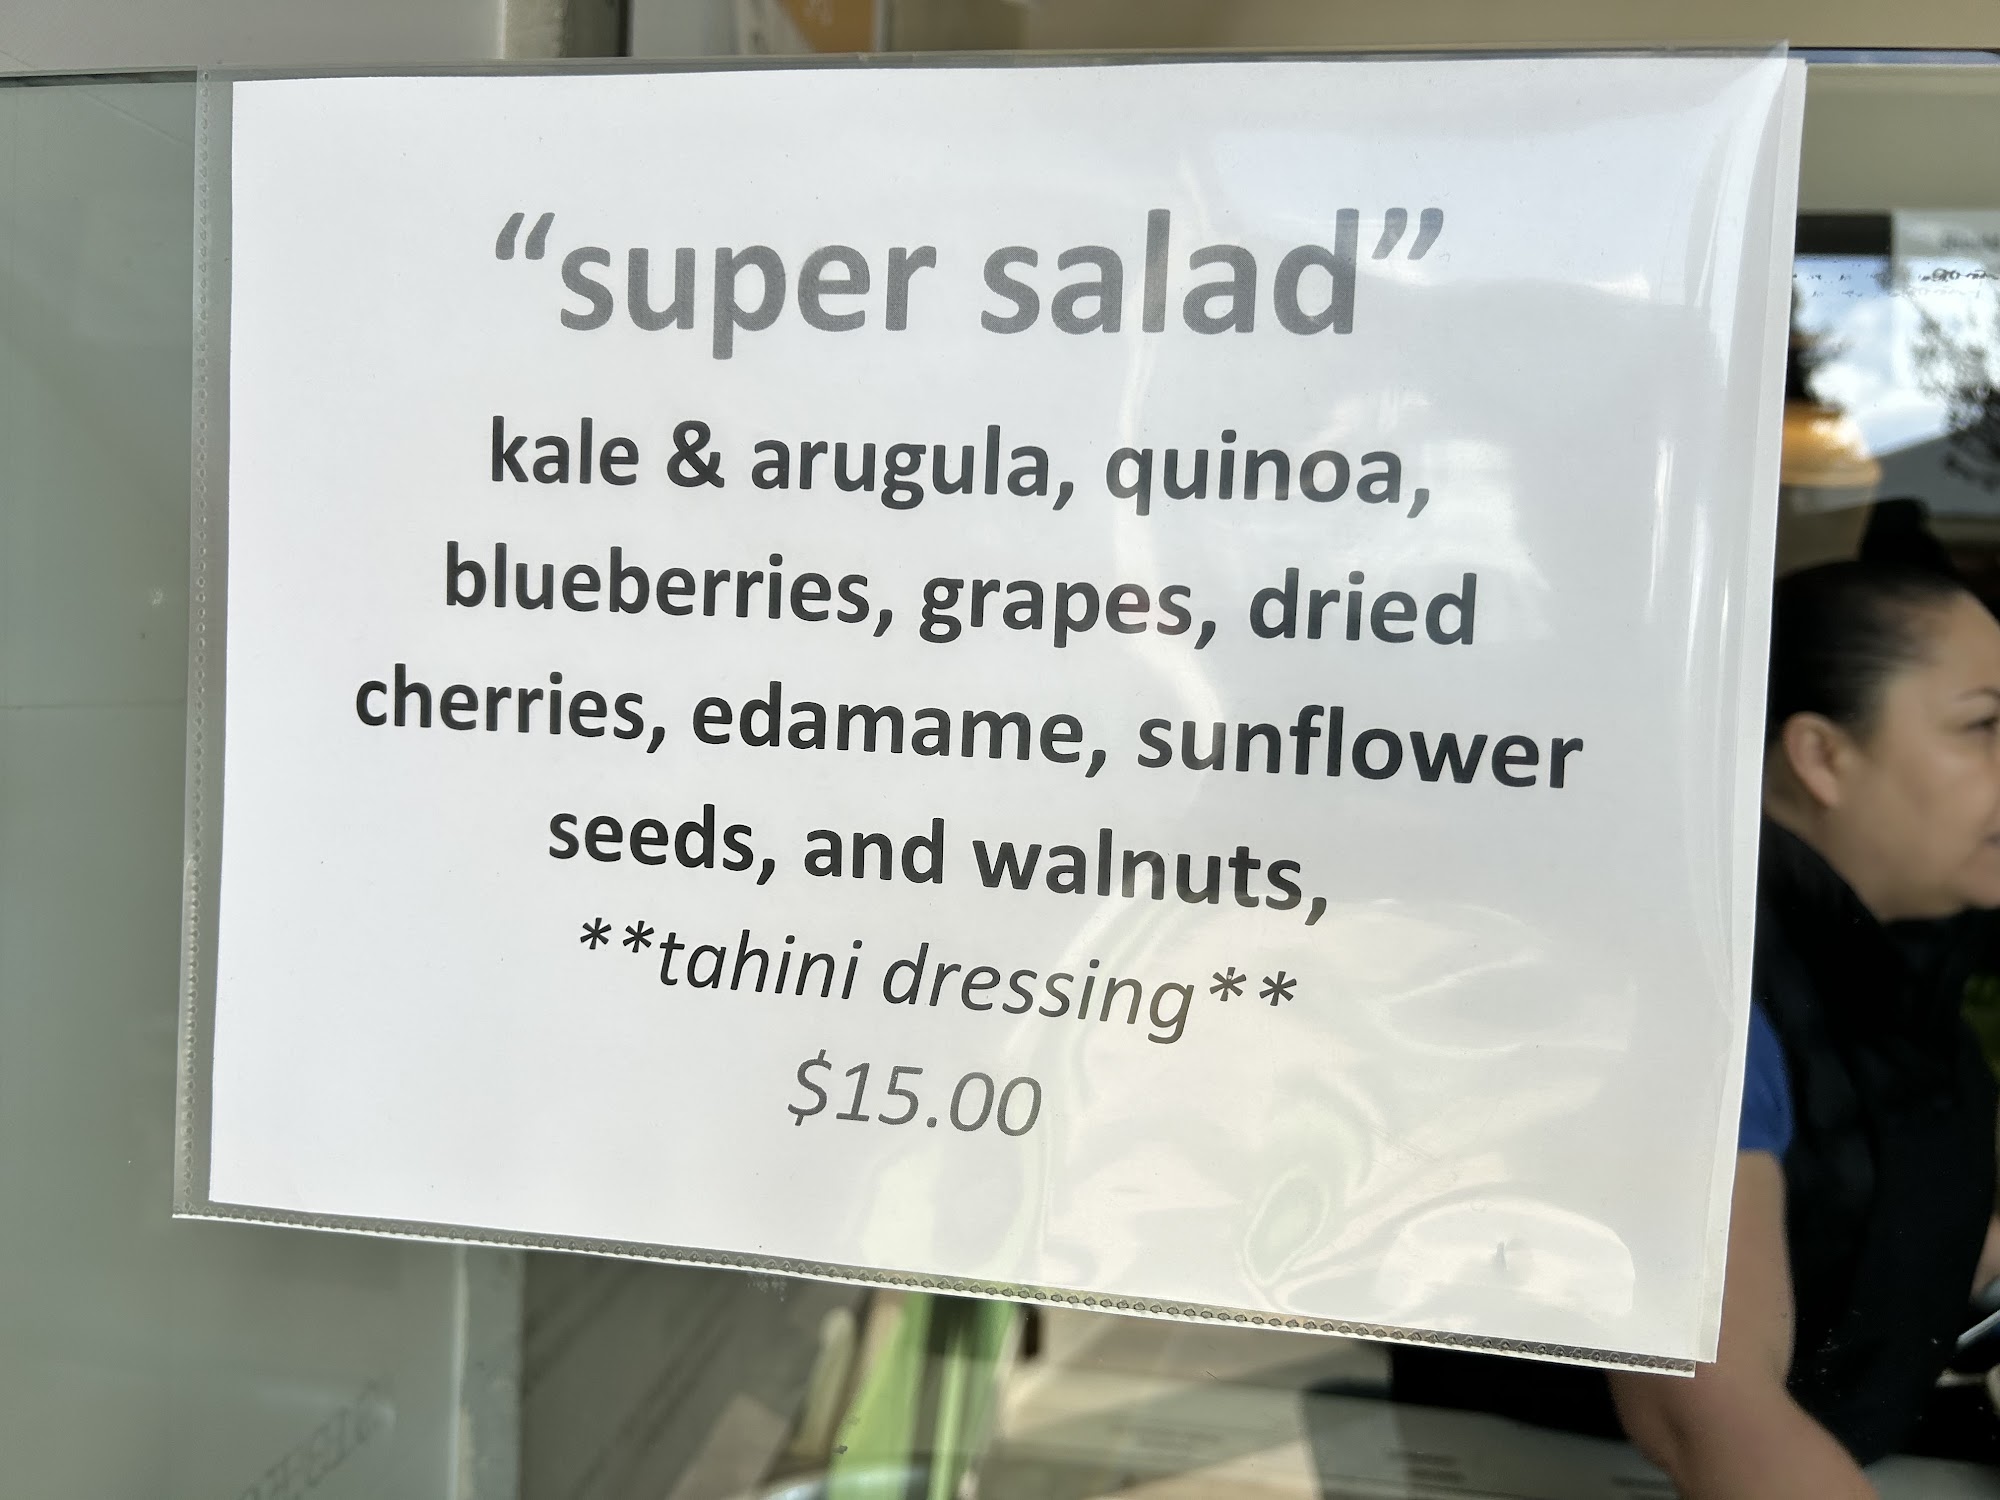 “super salad”
kale & arugula, quinoa,
blueberries, grapes, dried
cherries, edamame, sunflower
seeds, and walnuts,
**tahini dressing**
$15.00